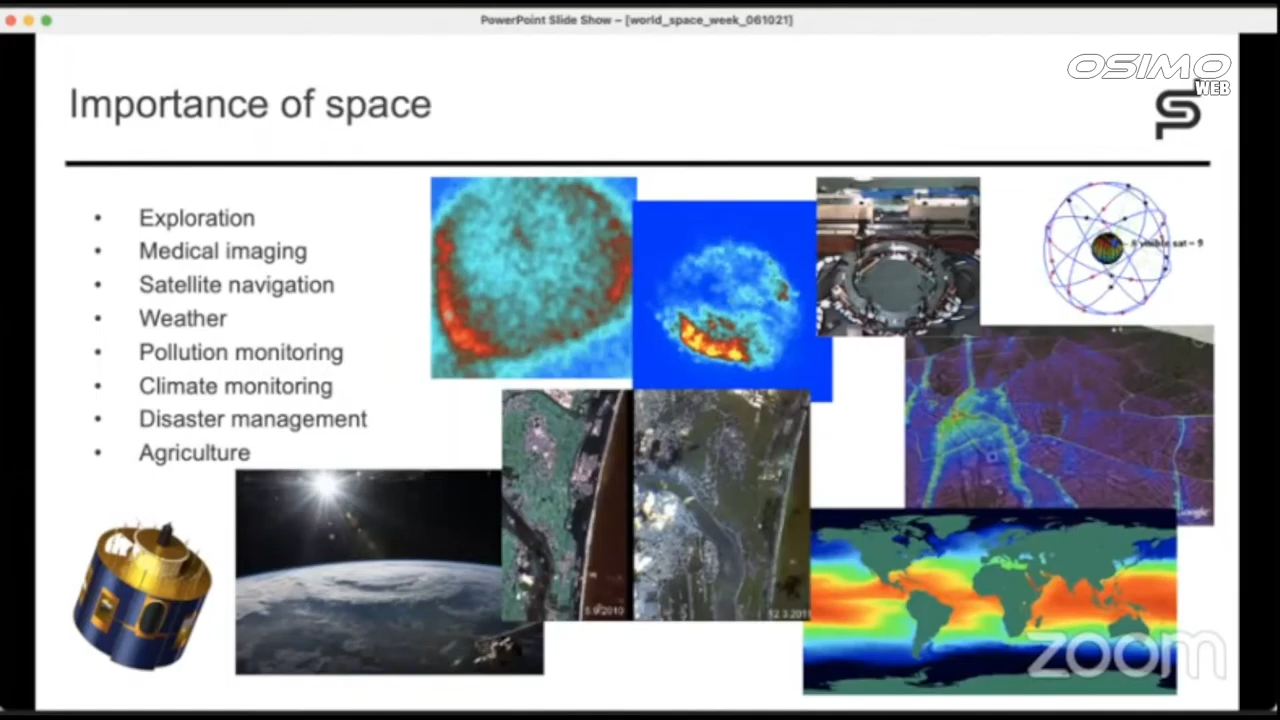 PowerPoint Slide Show – [world_space_week_061021]
OSIMO
WEB
Importance of space
• Exploration
• Medical imaging
• Satellite navigation
• Weather
• Pollution monitoring
• Climate monitoring
• Disaster management
• Agriculture
zoom